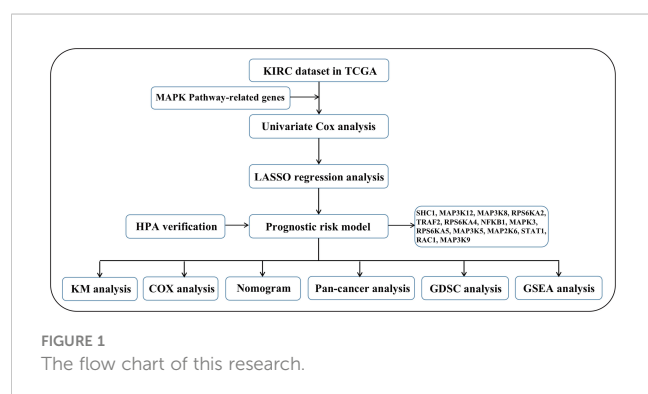 KIRC dataset in TCGA
MAPK Pathway-related genes
Univariate Cox analysis
LASSO regression analysis
HPA verification
Prognostic risk model
SHC1, MAP3K12, MAP3K8, RPS6KA2,
TRAF2, RPS6KA4, NFKB1, MAPK3,
RPS6KA5, MAP3K5, MAP2K6, STAT1,
RAC1, MAP3K9
KM analysis
COX analysis
Nomogram
Pan-cancer analysis
GDSC analysis
GSEA analysis
FIGURE 1
The flow chart of this research.